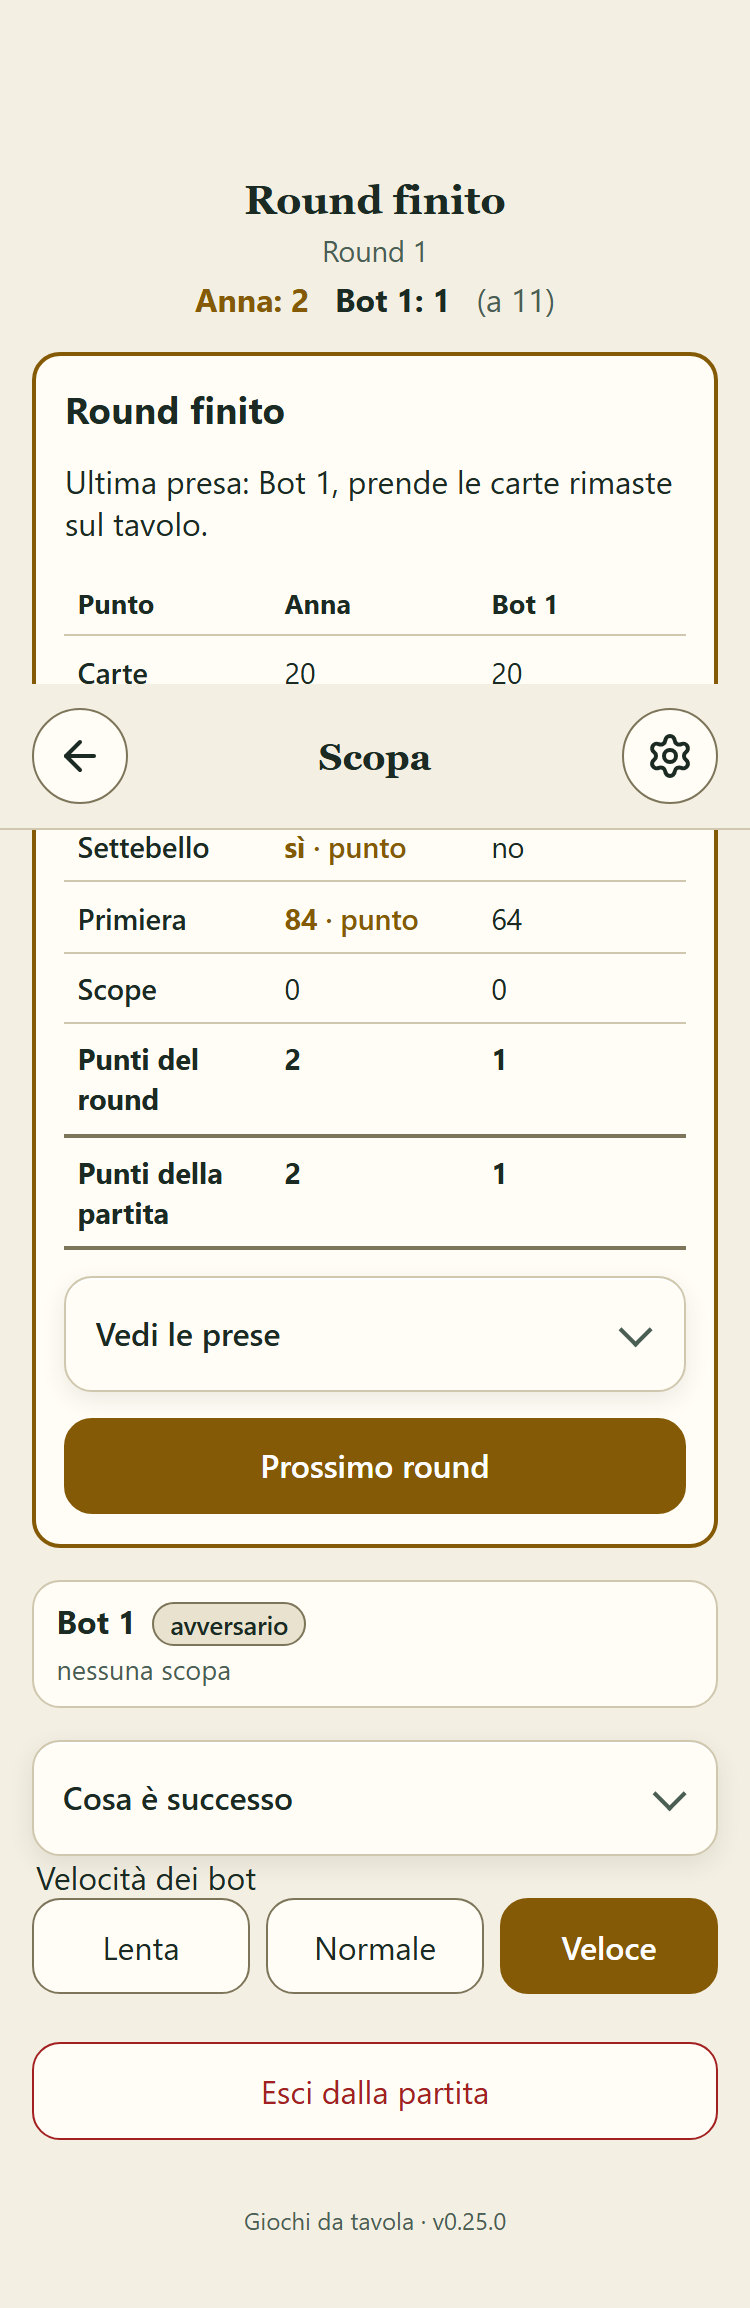 Round finito
Round 1
Anna: 2 Bot 1: 1 (a 11)
Round finito
Ultima presa: Bot 1, prende le carte rimaste
sul tavolo.
Punto Anna Bot 1
Carte 20 20
Scopa
Settebello sì · punto no
Primiera 84 · punto 64
Scope 0 0
Punti del 2 1
round
Punti della 2 1
partita
Vedi le prese
Prossimo round
Bot 1 avversario
nessuna scopa
Cosa è successo
Velocità dei bot
Lenta Normale Veloce
Esci dalla partita
Giochi da tavola · v0.25.0